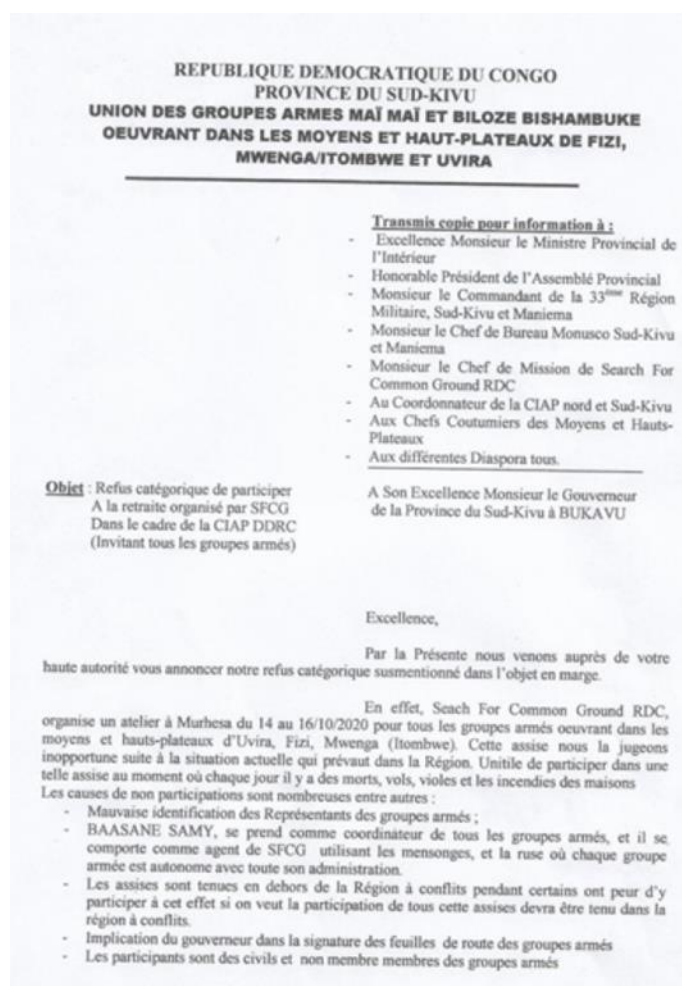 REPUBLIQUE DEMOCRATIQUE DU CONGO
PROVINCE DU SUD-KIVU
UNION DES GROUPES ARMES MAÏ MAÏ ET BILOZE BISHAMBUKE
OEUVRANT DANS LES MOYENS ET HAUT-PLATEAUX DE FIZI,
MWENGA/ITOMBWE ET UVIRA
Transmis copie pour information à :
- Excellence Monsieur le Ministre Provincial de
l'Intérieur
- Honorable Président de l'Assemblé Provincial
- Monsieur le Commandant de la 33ème Région
Militaire, Sud-Kivu et Maniema
- Monsieur le Chef de Bureau Monusco Sud-Kivu
et Maniema
- Monsieur le Chef de Mission de Search For
Common Ground RDC
- Au Coordonnateur de la CIAP nord et Sud-Kivu
- Aux Chefs Coutumiers des Moyens et Hauts-
Plateaux
- Aux différentes Diaspora tous.
Objet : Refus catégorique de participer
A la retraite organisé par SFCG
Dans le cadre de la CIAP DDRC
(Invitant tous les groupes armés)
A Son Excellence Monsieur le Gouverneur
de la Province du Sud-Kivu à BUKAVU
Excellence,
Par la Présente nous venons auprès de votre
haute autorité vous annoncer notre refus catégorique susmentionné dans l'objet en marge.
En effet, Seach For Common Ground RDC,
organise un atelier à Murhesa du 14 au 16/10/2020 pour tous les groupes armés oeuvrant dans les
moyens et hauts-plateaux d'Uvira, Fizi, Mwenga (Itombwe). Cette assise nous la jugeons
inopportune suite à la situation actuelle qui prévaut dans la Région. Unitile de participer dans une
telle assise au moment où chaque jour il y a des morts, vols, violes et les incendies des maisons
Les causes de non participations sont nombreuses entre autres :
- Mauvaise identification des Représentants des groupes armés ;
- BAASANE SAMY, se prend comme coordinateur de tous les groupes armés, et il se
comporte comme agent de SFCG utilisant les mensonges, et la ruse où chaque groupe
armée est autonome avec toute son administration.
- Les assises sont tenues en dehors de la Région à conflits pendant certains ont peur d'y
participer à cet effet si on veut la participation de tous cette assises devra être tenu dans la
région à conflits.
- Implication du gouverneur dans la signature des feuilles de route des groupes armés
- Les participants sont des civils et non membre membres des groupes armés